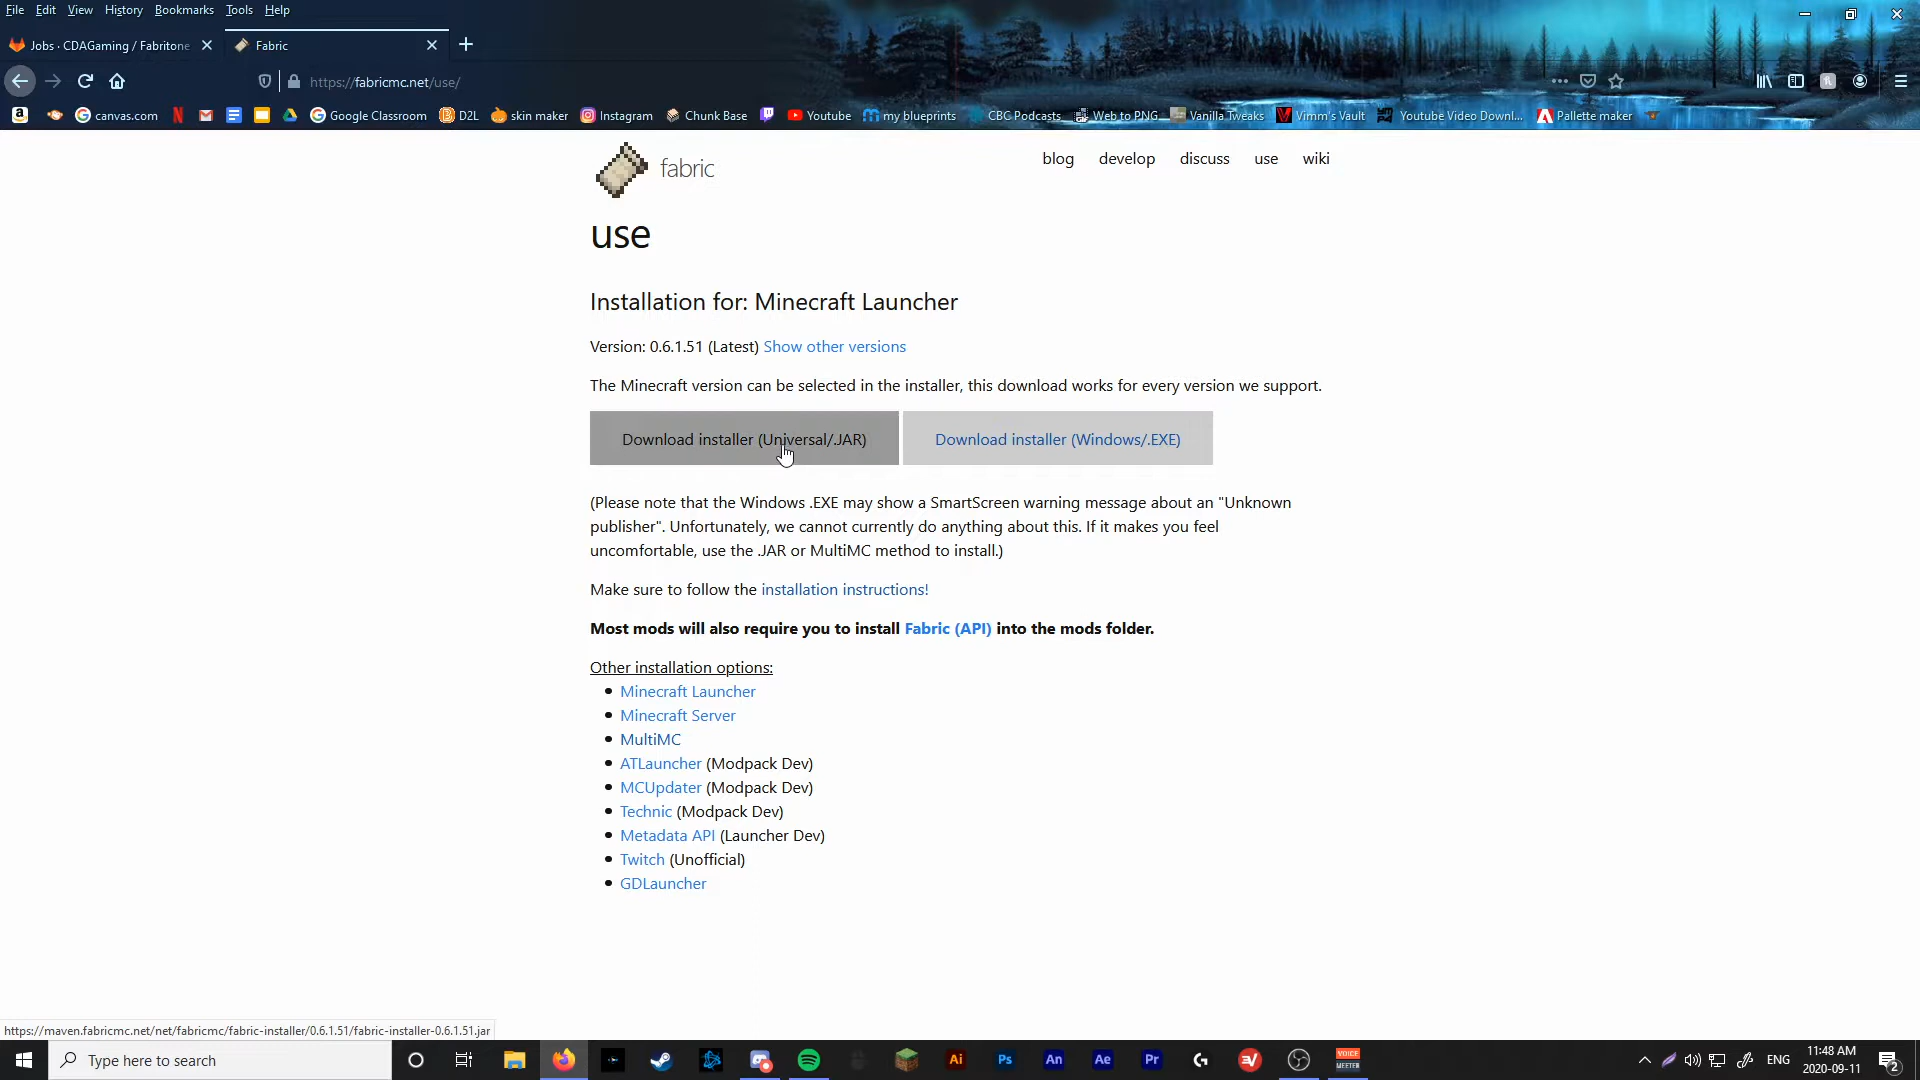 File Edit View History Bookmarks Tools Help
Jobs · CDAGaming / Fabritone
Fabric
https://fabricmc.net/use/
canvas.com
Google Classroom
D2L
skin maker
Instagram
Chunk Base
Youtube
my blueprints
CBC Podcasts
Web to PNG
Vanilla Tweaks
Vimm's Vault
Youtube Video Downl...
Pallette maker
fabric
blog develop discuss use wiki
use
Installation for: Minecraft Launcher
Version: 0.6.1.51 (Latest) Show other versions
The Minecraft version can be selected in the installer, this download works for every version we support.
Download installer (Universal/.JAR)
Download installer (Windows/.EXE)
(Please note that the Windows .EXE may show a SmartScreen warning message about an "Unknown
publisher". Unfortunately, we cannot currently do anything about this. If it makes you feel
uncomfortable, use the .JAR or MultiMC method to install.)
Make sure to follow the installation instructions!
Most mods will also require you to install Fabric (API) into the mods folder.
Other installation options:
Minecraft Launcher
Minecraft Server
MultiMC
ATLauncher (Modpack Dev)
MCUpdater (Modpack Dev)
Technic (Modpack Dev)
Metadata API (Launcher Dev)
Twitch (Unofficial)
GDLauncher
https://maven.fabricmc.net/net/fabricmc/fabric-installer/0.6.1.51/fabric-installer-0.6.1.51.jar
Type here to search
Ai
Ps
An
Ae
Pr
VOICE
MEETER
ENG
11:48 AM
2020-09-11
2